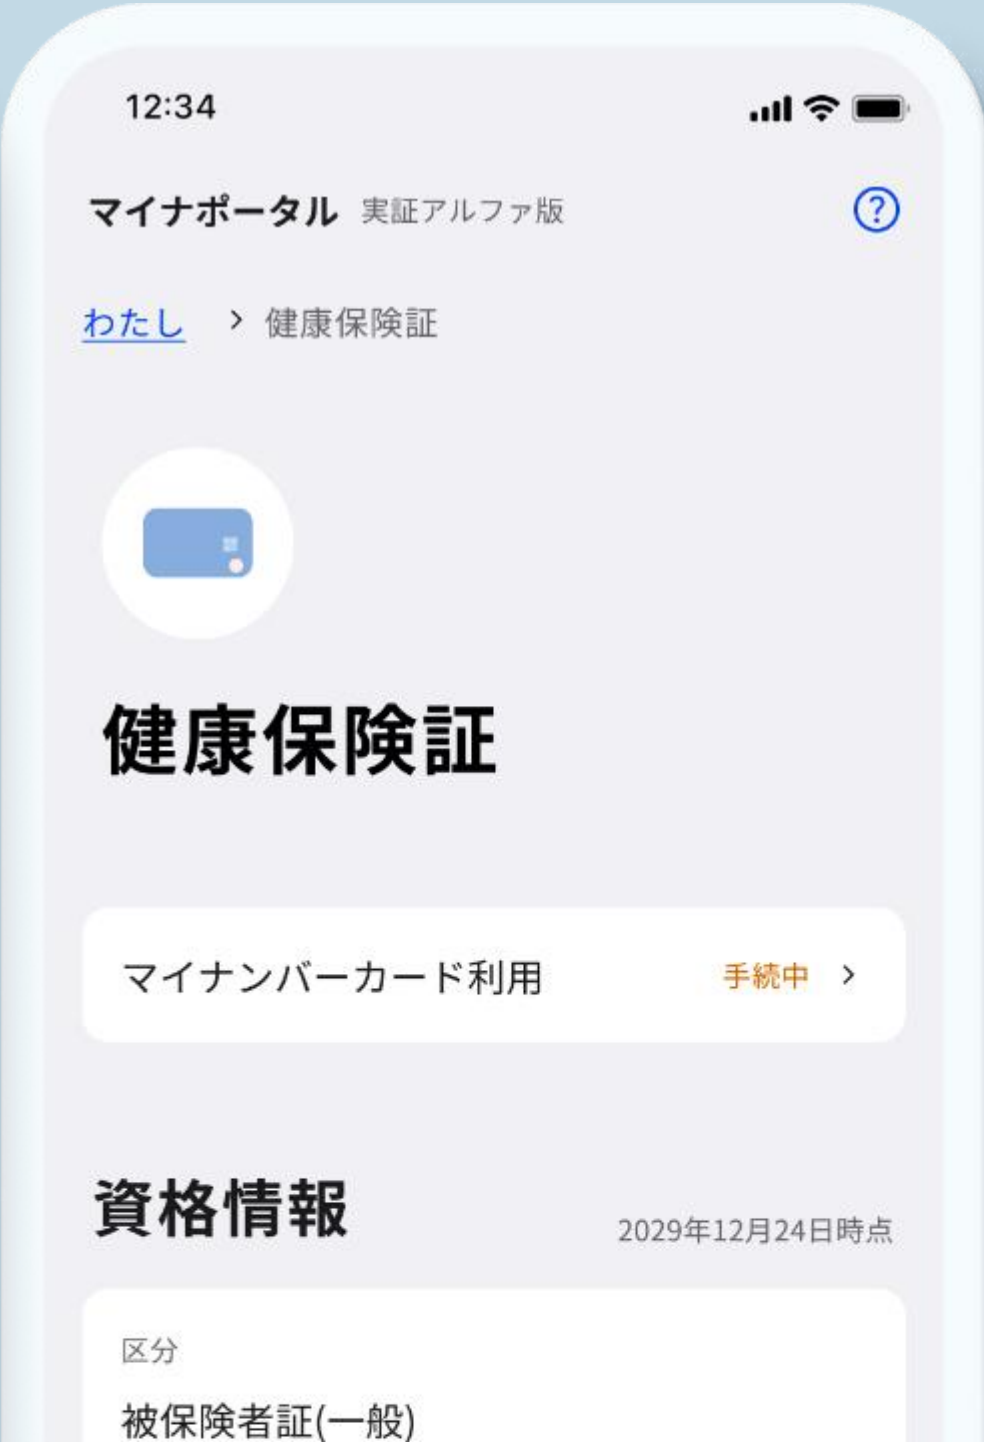 12:34
マイナポータル 実証アルファ版
わたし > 健康保険証
健康保険証
マイナンバーカード利用 手続中 >
資格情報 2029年12月24日時点
区分
被保険者証(一般)